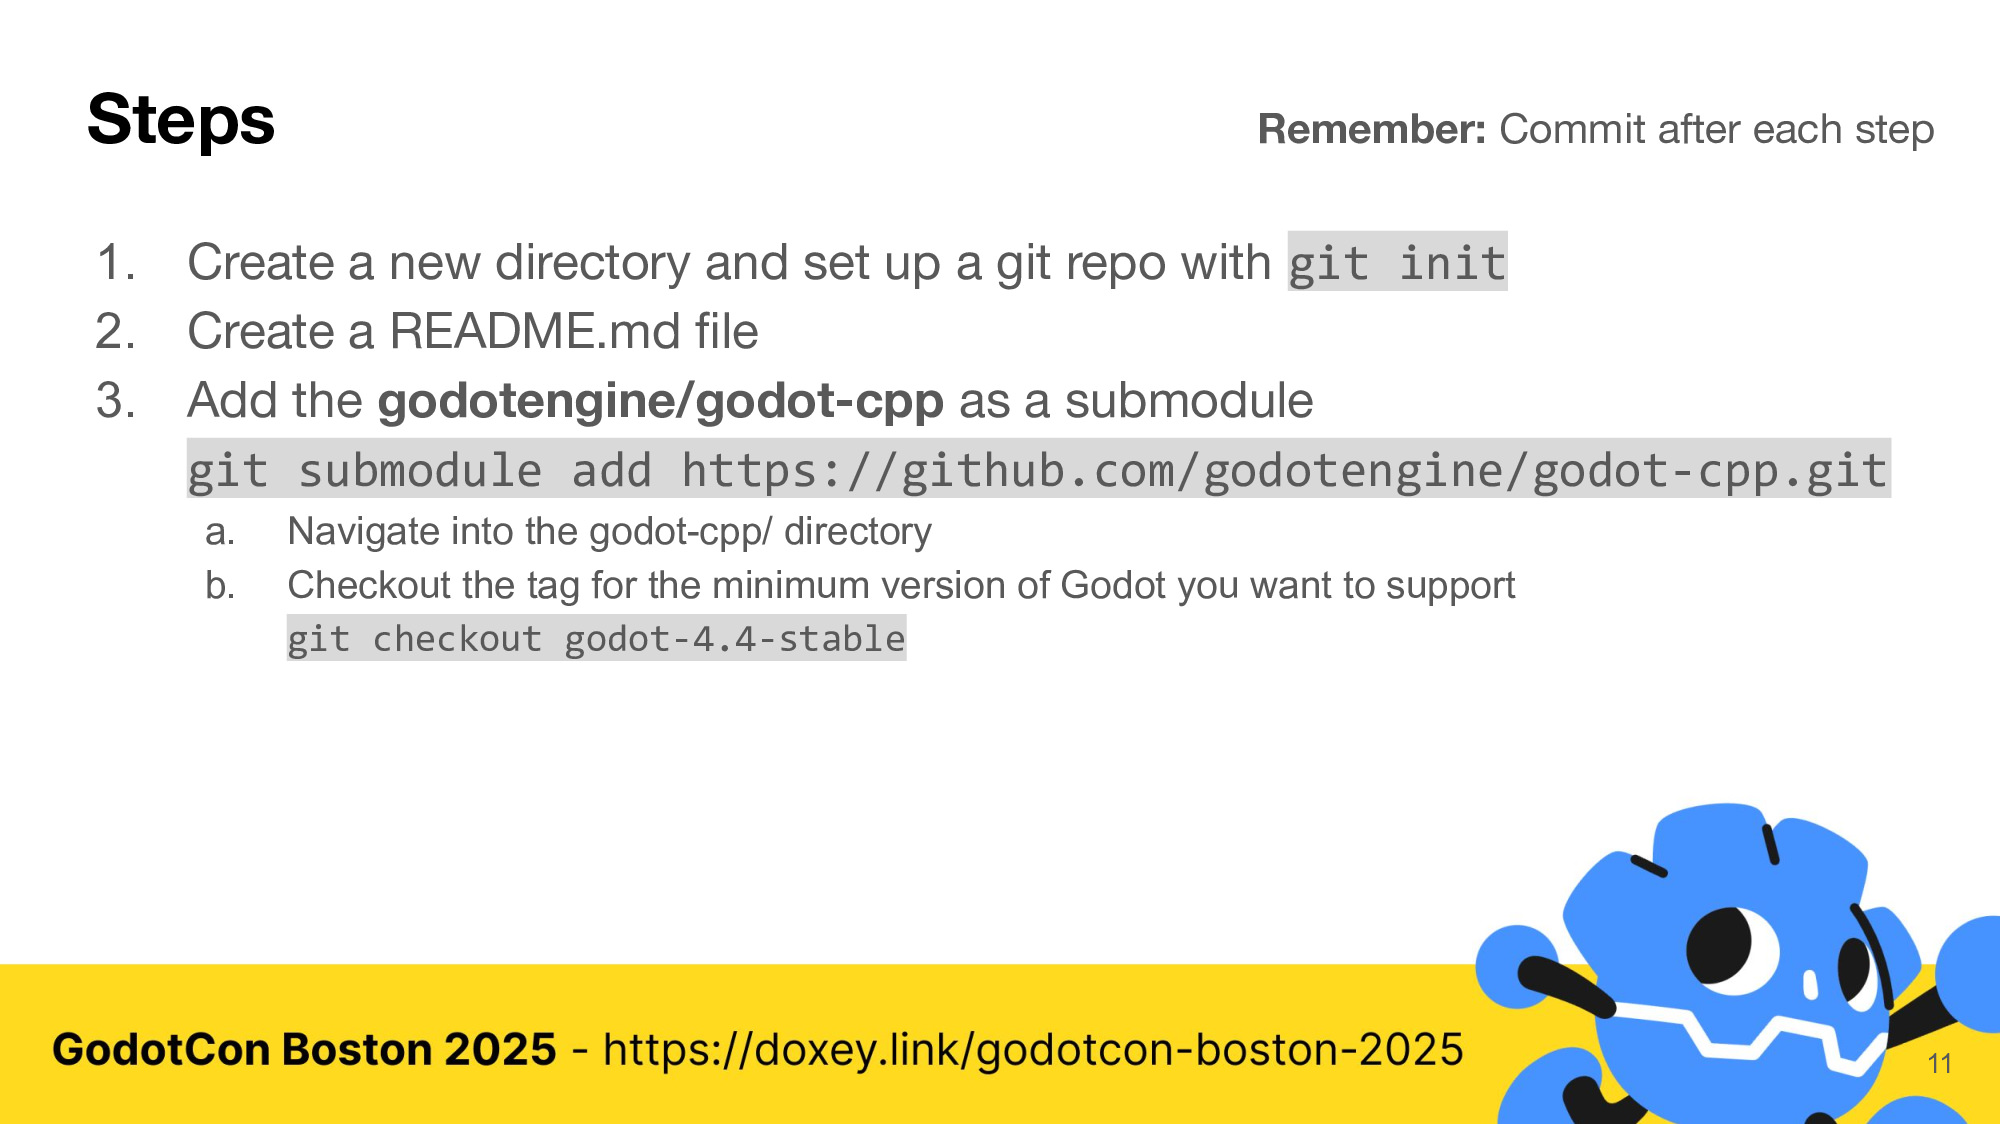 Steps
Remember: Commit after each step
1. Create a new directory and set up a git repo with git init
2. Create a README.md file
3. Add the godotengine/godot-cpp as a submodule
git submodule add https://github.com/godotengine/godot-cpp.git
a. Navigate into the godot-cpp/ directory
b. Checkout the tag for the minimum version of Godot you want to support
git checkout godot-4.4-stable
GodotCon Boston 2025 - https://doxey.link/godotcon-boston-2025
11